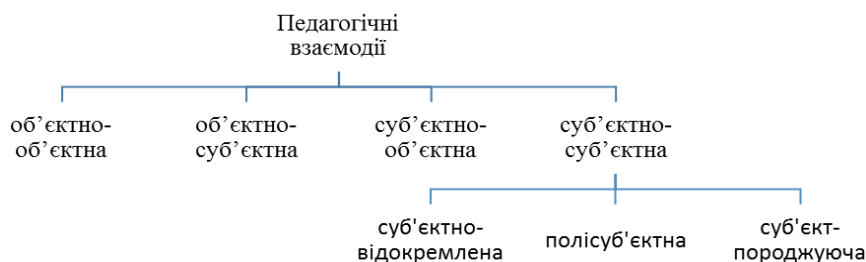 Педагогічні
взаємодії
об’єктно-
об’єктна
об’єктно-
суб’єктна
суб’єктно-
об’єктна
суб’єктно-
суб’єктна
суб'єктно-
відокремлена
полісуб'єктна
суб'єкт-
породжуюча